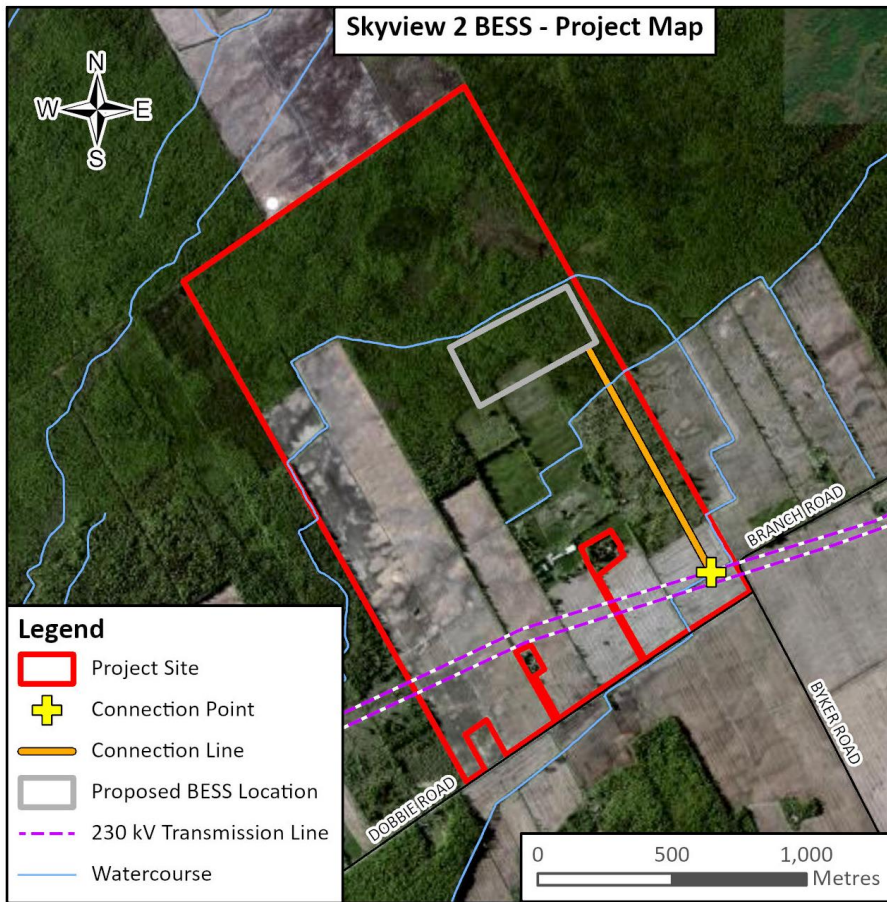 Skyview 2 BESS - Project Map
N
W E
S
BRANCH ROAD
BYKER ROAD
DOBBIE ROAD
Legend
Project Site
Connection Point
Connection Line
Proposed BESS Location
230 kV Transmission Line
Watercourse
0 500 1,000
Metres